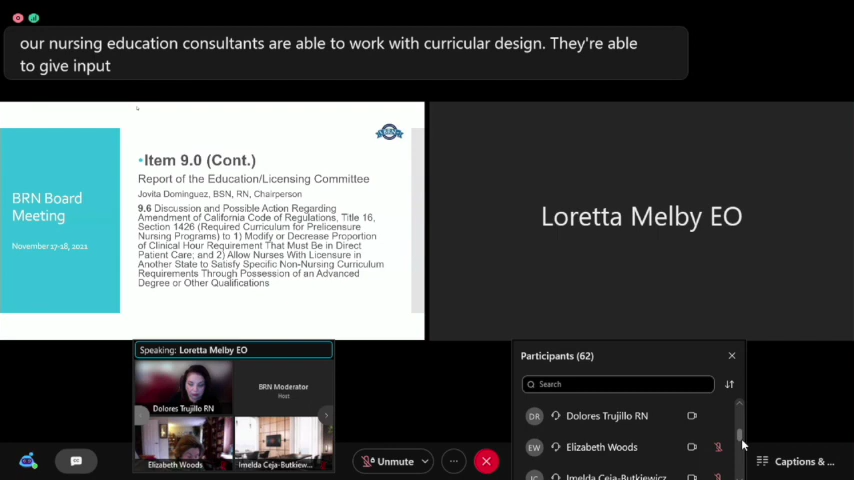 our nursing education consultants are able to work with curricular design. They're able
to give input
BRN Board
Meeting
November 17-18, 2021
•Item 9.0 (Cont.)
Report of the Education/Licensing Committee
Jovita Dominguez, BSN, RN, Chairperson
9.6 Discussion and Possible Action Regarding
Amendment of California Code of Regulations, Title 16,
Section 1426 (Required Curriculum for Prelicensure
Nursing Programs) to 1) Modify or Decrease Proportion
of Clinical Hour Requirement That Must Be in Direct
Patient Care; and 2) Allow Nurses With Licensure in
Another State to Satisfy Specific Non-Nursing Curriculum
Requirements Through Possession of an Advanced
Degree or Other Qualifications
Loretta Melby EO
Speaking: Loretta Melby EO
Dolores Trujillo RN
BRN Moderator
Host
Elizabeth Woods
Imelda Ceja-Butkiew...
Participants (62)
Search
DR Dolores Trujillo RN
EW Elizabeth Woods
Imelda Ceja-Butkiewicz
Unmute
Captions & ...